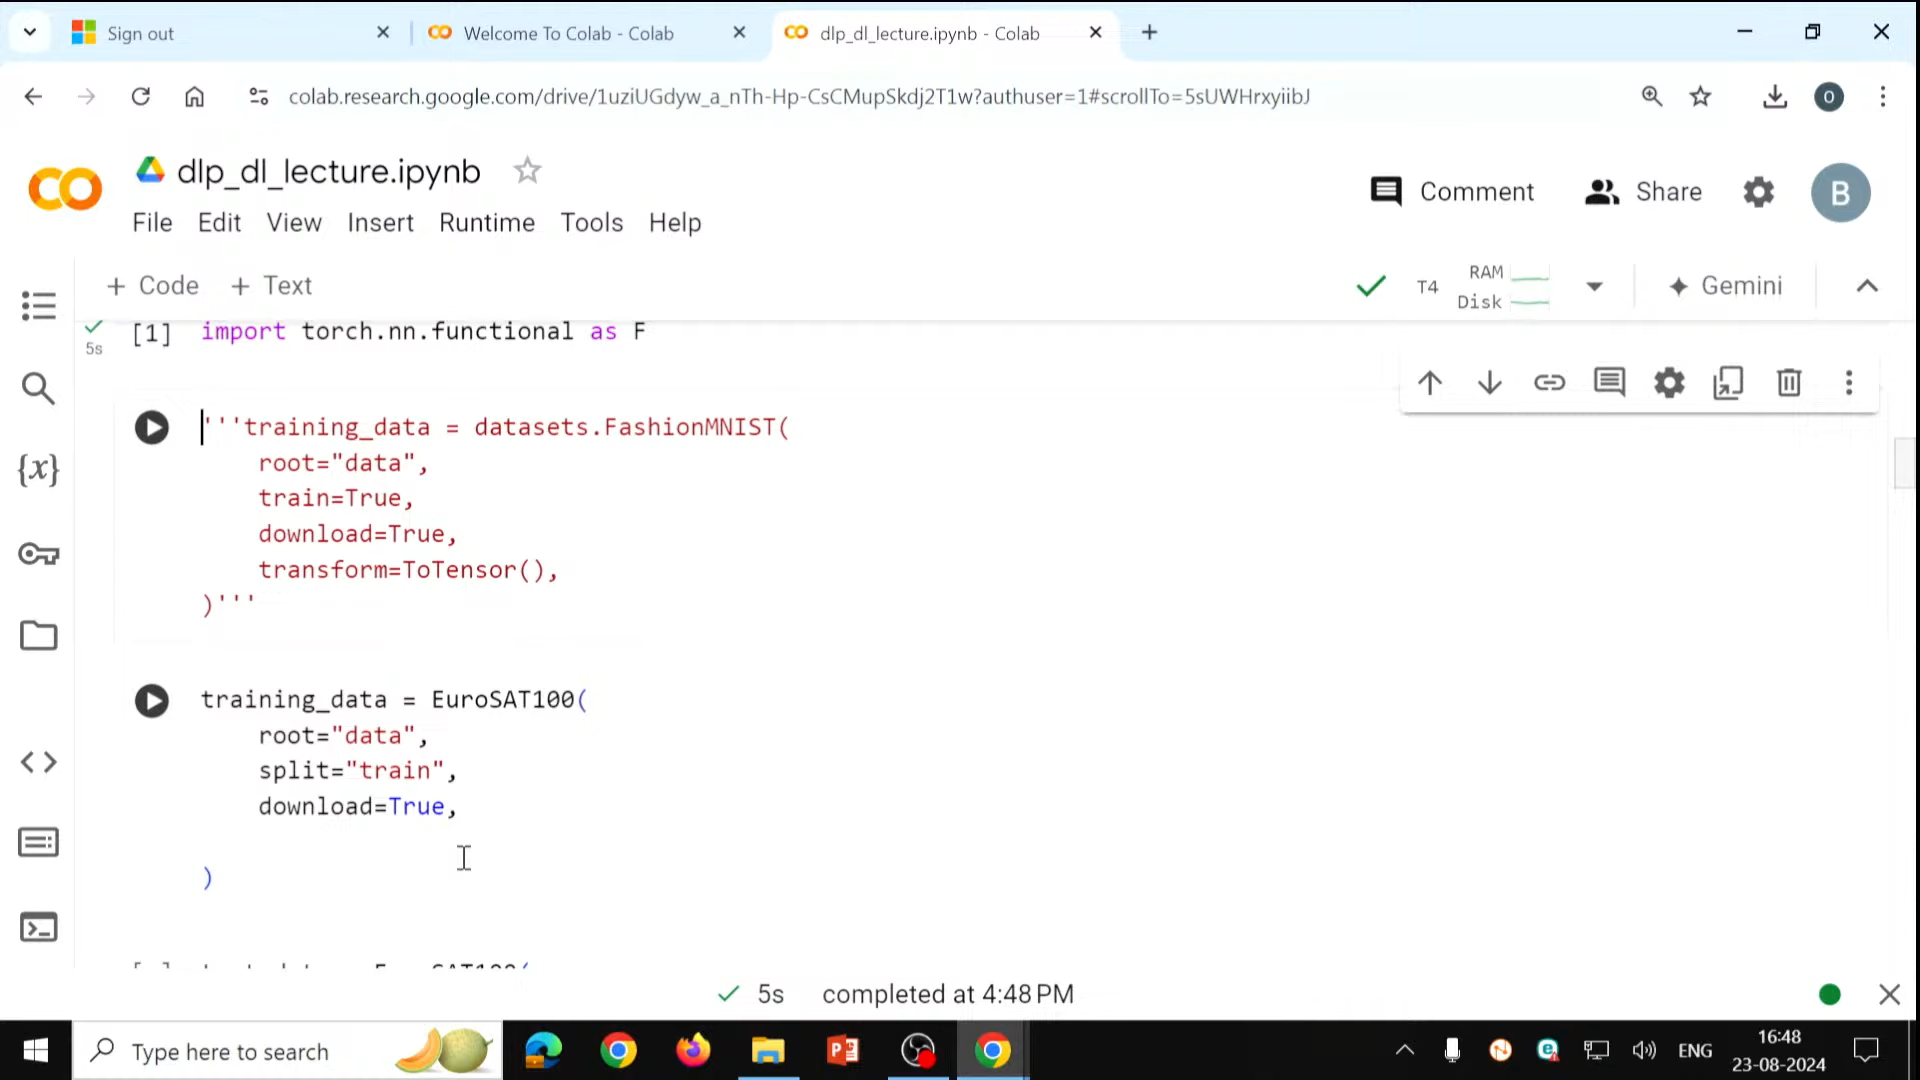 Sign out
Welcome To Colab - Colab
dlp_dl_lecture.ipynb - Colab
colab.research.google.com/drive/1uziUGdyw_a_nTh-Hp-CsCMupSkdj2T1w?authuser=1#scrollTo=5sUWHrxyiibJ
O
CO
dlp_dl_lecture.ipynb
Comment
Share
B
File Edit View Insert Runtime Tools Help
+ Code + Text
T4
RAM
Disk
Gemini
[1] import torch.nn.functional as F
5s
'''training_data = datasets.FashionMNIST(
root="data",
train=True,
download=True,
transform=ToTensor(),
)'''
{x}
training_data = EuroSAT100(
root="data",
split="train",
download=True,
)
5s completed at 4:48 PM
Type here to search
ENG
16:48
23-08-2024